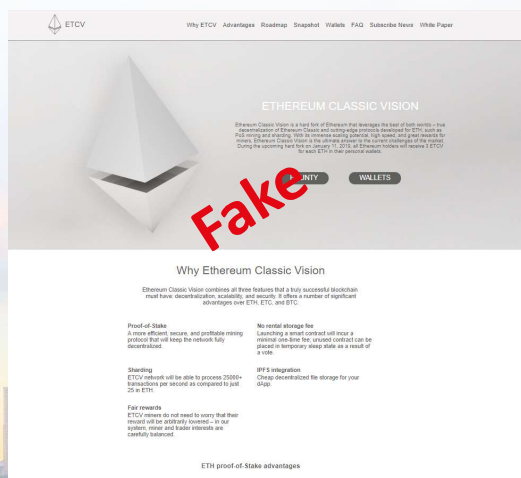 ETCV
Why ETCV Advantages Roadmap Snapshot Wallets FAQ Subscribe News White Paper
ETHEREUM CLASSIC VISION
Ethereum Classic Vision is a hard fork of Ethereum that leverages the best of both worlds – true
decentralization of Ethereum Classic and cutting-edge protocols developed for ETH, such as
PoS mining and sharding. With its immense scaling potential, high speed, and great rewards for
miners, Ethereum Classic Vision is the ultimate answer to the current challenges of the market.
During the upcoming hard fork on January 11, 2019, all Ethereum holders will receive 3 ETCV
for each ETH in their personal wallets.
WALLETS
Fake
Why Ethereum Classic Vision
Ethereum Classic Vision combines all three features that a truly successful blockchain
must have: decentralization, scalability, and security. It offers a number of significant
advantages over ETH, ETC, and BTC:
Proof-of-Stake
A more efficient, secure, and profitable mining
protocol that will keep the network fully
decentralized.
No rental storage fee
Launching a smart contract will incur a
minimal one-time fee; unused contract can be
placed in temporary sleep state as a result of
a vote.
Sharding
ETCV network will be able to process 25000+
transactions per second as compared to just
25 in ETH.
IPFS integration
Cheap decentralized file storage for your
dApp.
Fair rewards
ETCV miners do not need to worry that their
reward will be arbitrarily lowered – in our
system, miner and trader interests are
carefully balanced.
ETH proof-of-Stake advantages